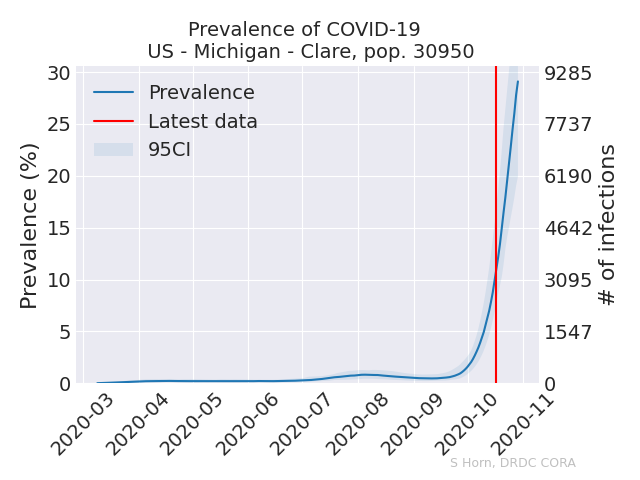 Prevalence of COVID-19
US - Michigan - Clare, pop. 30950
Prevalence
Latest data
95CI
Prevalence (%)
30
25
20
15
10
5
0
9285
7737
6190
4642
3095
1547
0
# of infections
2020-03
2020-04
2020-05
2020-06
2020-07
2020-08
2020-09
2020-10
2020-11
S Horn, DRDC CORA